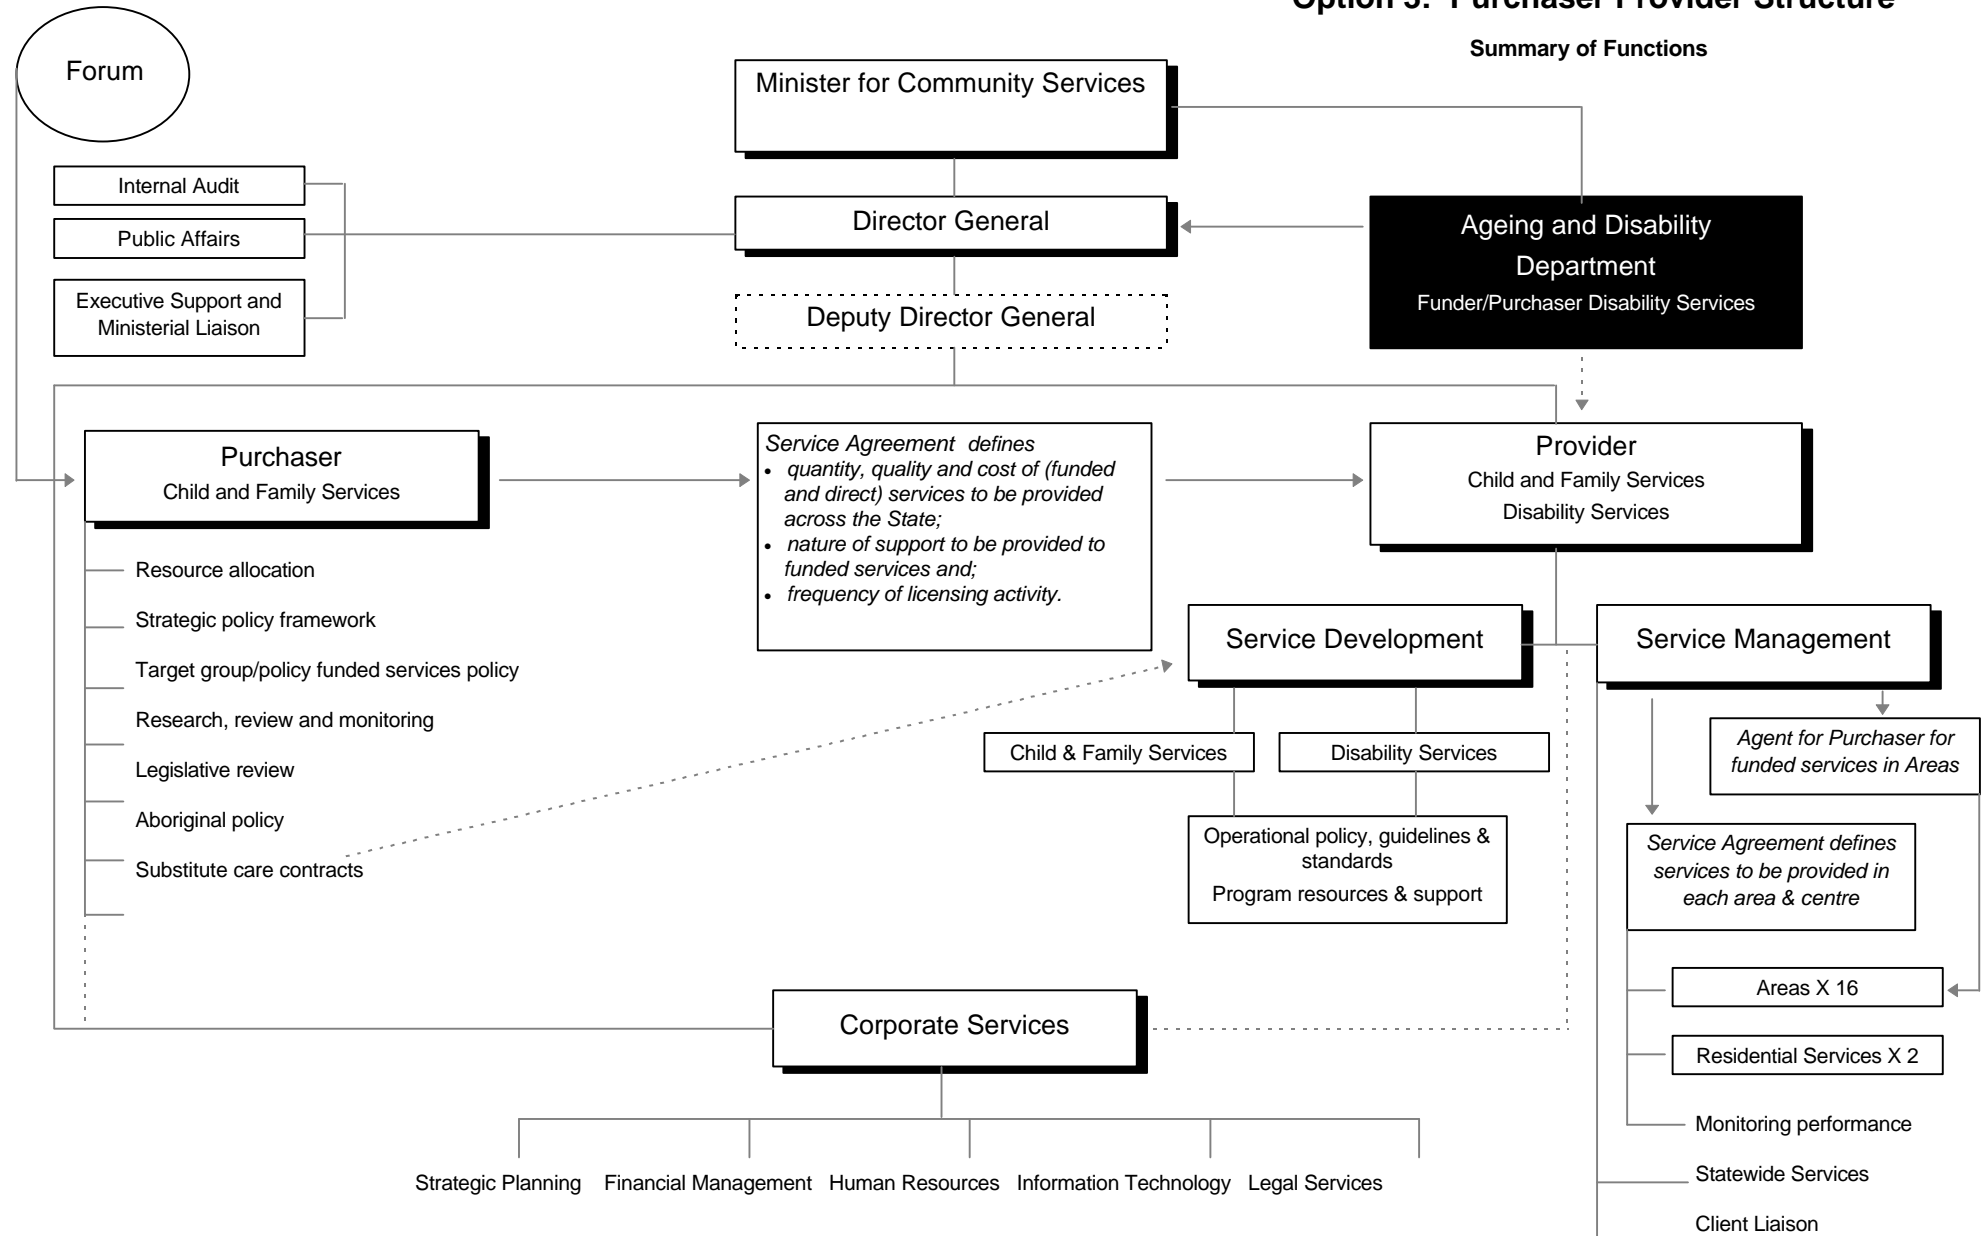 Option 3: Purchaser Provider Structure
Summary of Functions
Forum
Minister for Community Services
Internal Audit
Public Affairs
Executive Support and
Ministerial Liaison
Director General
Deputy Director General
Ageing and Disability
Department
Funder/Purchaser Disability Services
Purchaser
Child and Family Services
Service Agreement defines
• quantity, quality and cost of (funded
and direct) services to be provided
across the State;
• nature of support to be provided to
funded services and;
• frequency of licensing activity.
Provider
Child and Family Services
Disability Services
Resource allocation
Strategic policy framework
Target group/policy funded services policy
Research, review and monitoring
Legislative review
Aboriginal policy
Substitute care contracts
Service Development
Child & Family Services
Disability Services
Operational policy, guidelines &
standards
Program resources & support
Service Management
Agent for Purchaser for
funded services in Areas
Service Agreement defines
services to be provided in
each area & centre
Areas X 16
Residential Services X 2
Monitoring performance
Statewide Services
Client Liaison
Corporate Services
Strategic Planning
Financial Management
Human Resources
Information Technology
Legal Services